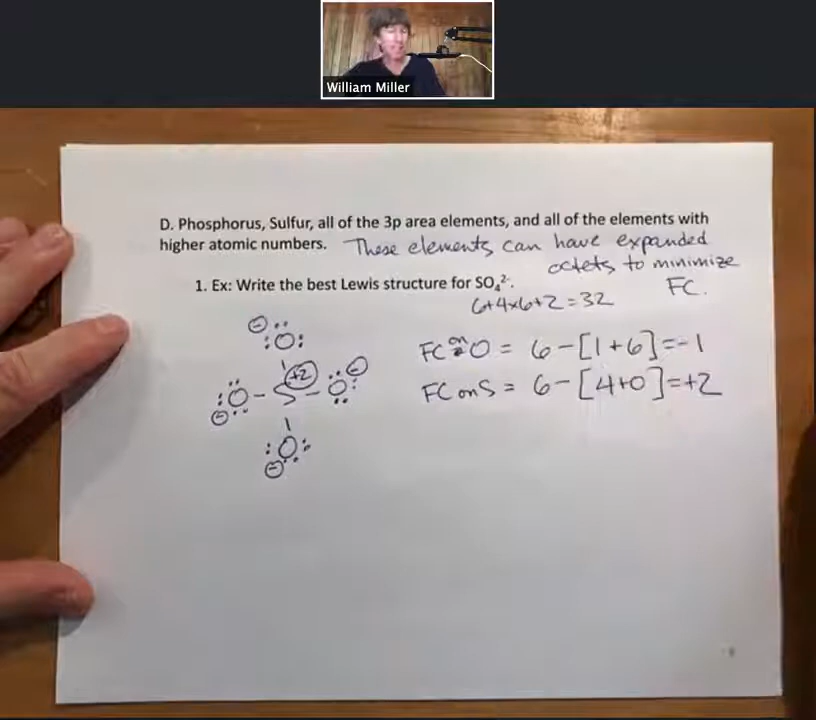 William Miller
D. Phosphorus, Sulfur, all of the 3p area elements, and all of the elements with
higher atomic numbers. These elements can have expanded
octets to minimize
FC.
1. Ex: Write the best Lewis structure for SO₄²⁻.
6+4x6+2=32
⊖
:Ö:
FC on O = 6-[1+6]=-1
+2
⊖
:Ö-S-Ö:
⊖
FC on S = 6-[4+0]=+2
:O:
⊖